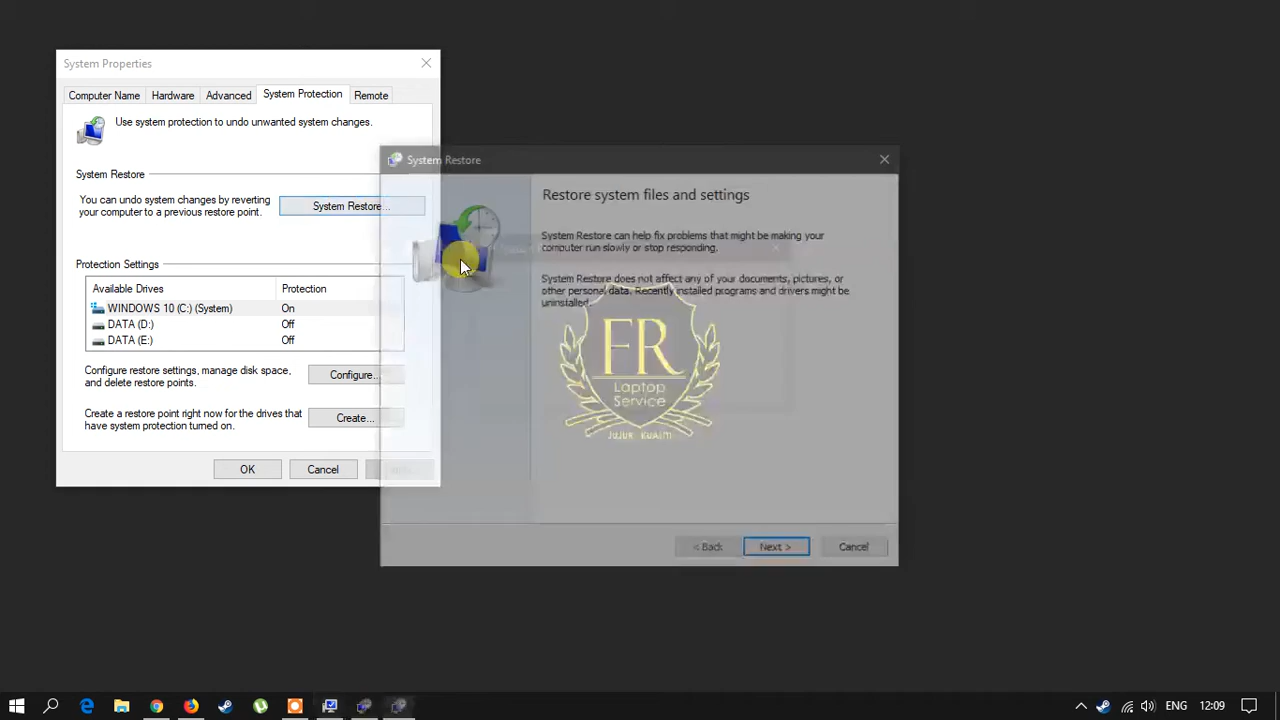 System Properties
Computer Name
Hardware
Advanced
System Protection
Remote
Use system protection to undo unwanted system changes.
System Restore
You can undo system changes by reverting
your computer to a previous restore point.
System Restore...
Protection Settings
Available Drives
Protection
WINDOWS 10 (C:) (System)
On
DATA (D:)
Off
DATA (E:)
Off
Configure restore settings, manage disk space,
and delete restore points.
Configure...
Create a restore point right now for the drives that
have system protection turned on.
Create...
OK
Cancel
System Restore
Restore system files and settings
System Restore can help fix problems that might be making your
computer run slowly or stop responding.
System Restore does not affect any of your documents, pictures, or
other personal data. Recently installed programs and drivers might be
uninstalled.
FR
Laptop
Service
JUJUR KUALITI
< Back
Next >
Cancel
ENG
12:09